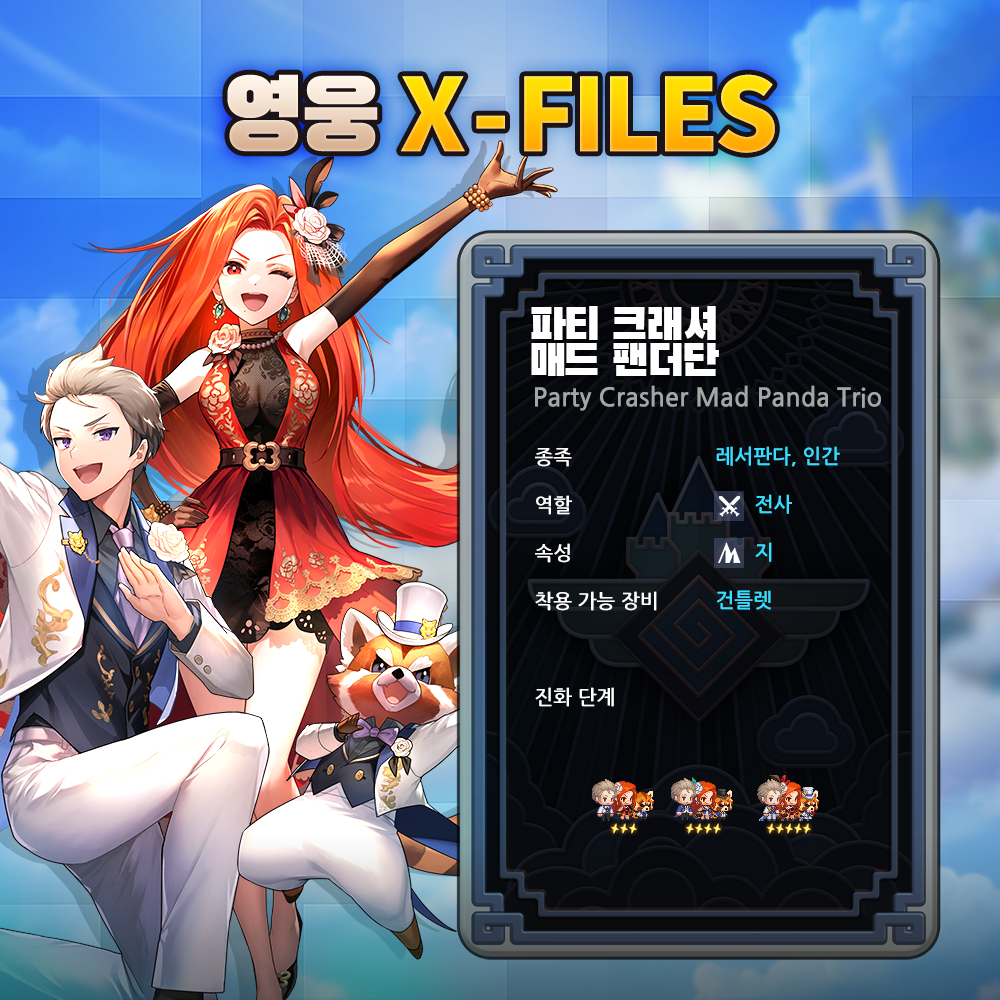 영웅 X-FILES
파티 크래셔
매드 팬더단
Party Crasher Mad Panda Trio
종족 레서판다, 인간
역할 전사
속성 지
착용 가능 장비 건틀렛
진화 단계